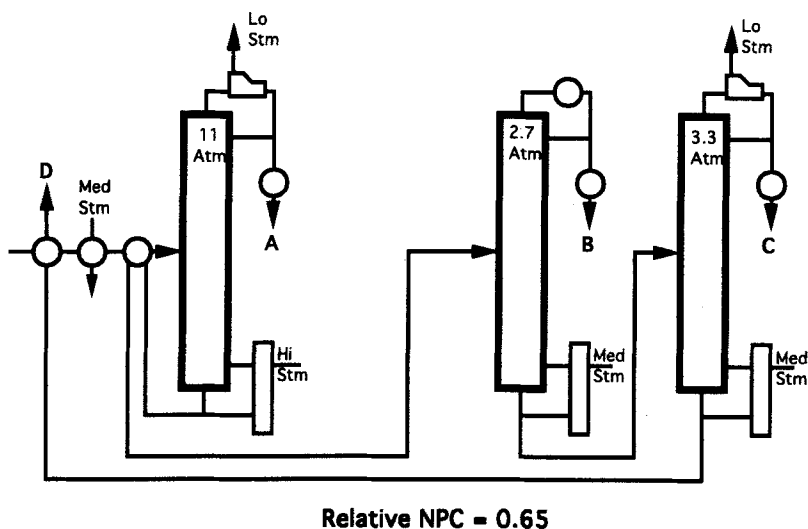 Lo
Stm
Lo
Stm
11
Atm
2.7
Atm
3.3
Atm
D
Med
Stm
A
B
C
Hi
Stm
Med
Stm
Med
Stm
Relative NPC = 0.65